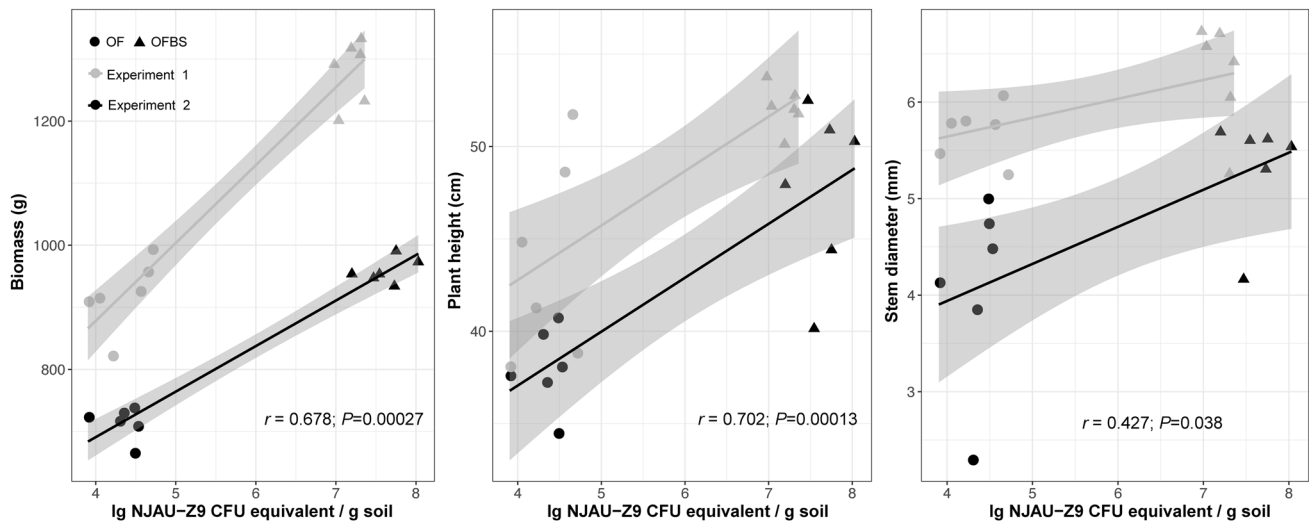 OF OFBS
Experiment 1
Experiment 2
Biomass (g)
1200
1000
800
r = 0.678; P=0.00027
4 5 6 7 8
lg NJAU−Z9 CFU equivalent / g soil
Plant height (cm)
50
40
r = 0.702; P=0.00013
4 5 6 7 8
lg NJAU−Z9 CFU equivalent / g soil
Stem diameter (mm)
6
5
4
3
r = 0.427; P=0.038
4 5 6 7 8
lg NJAU−Z9 CFU equivalent / g soil